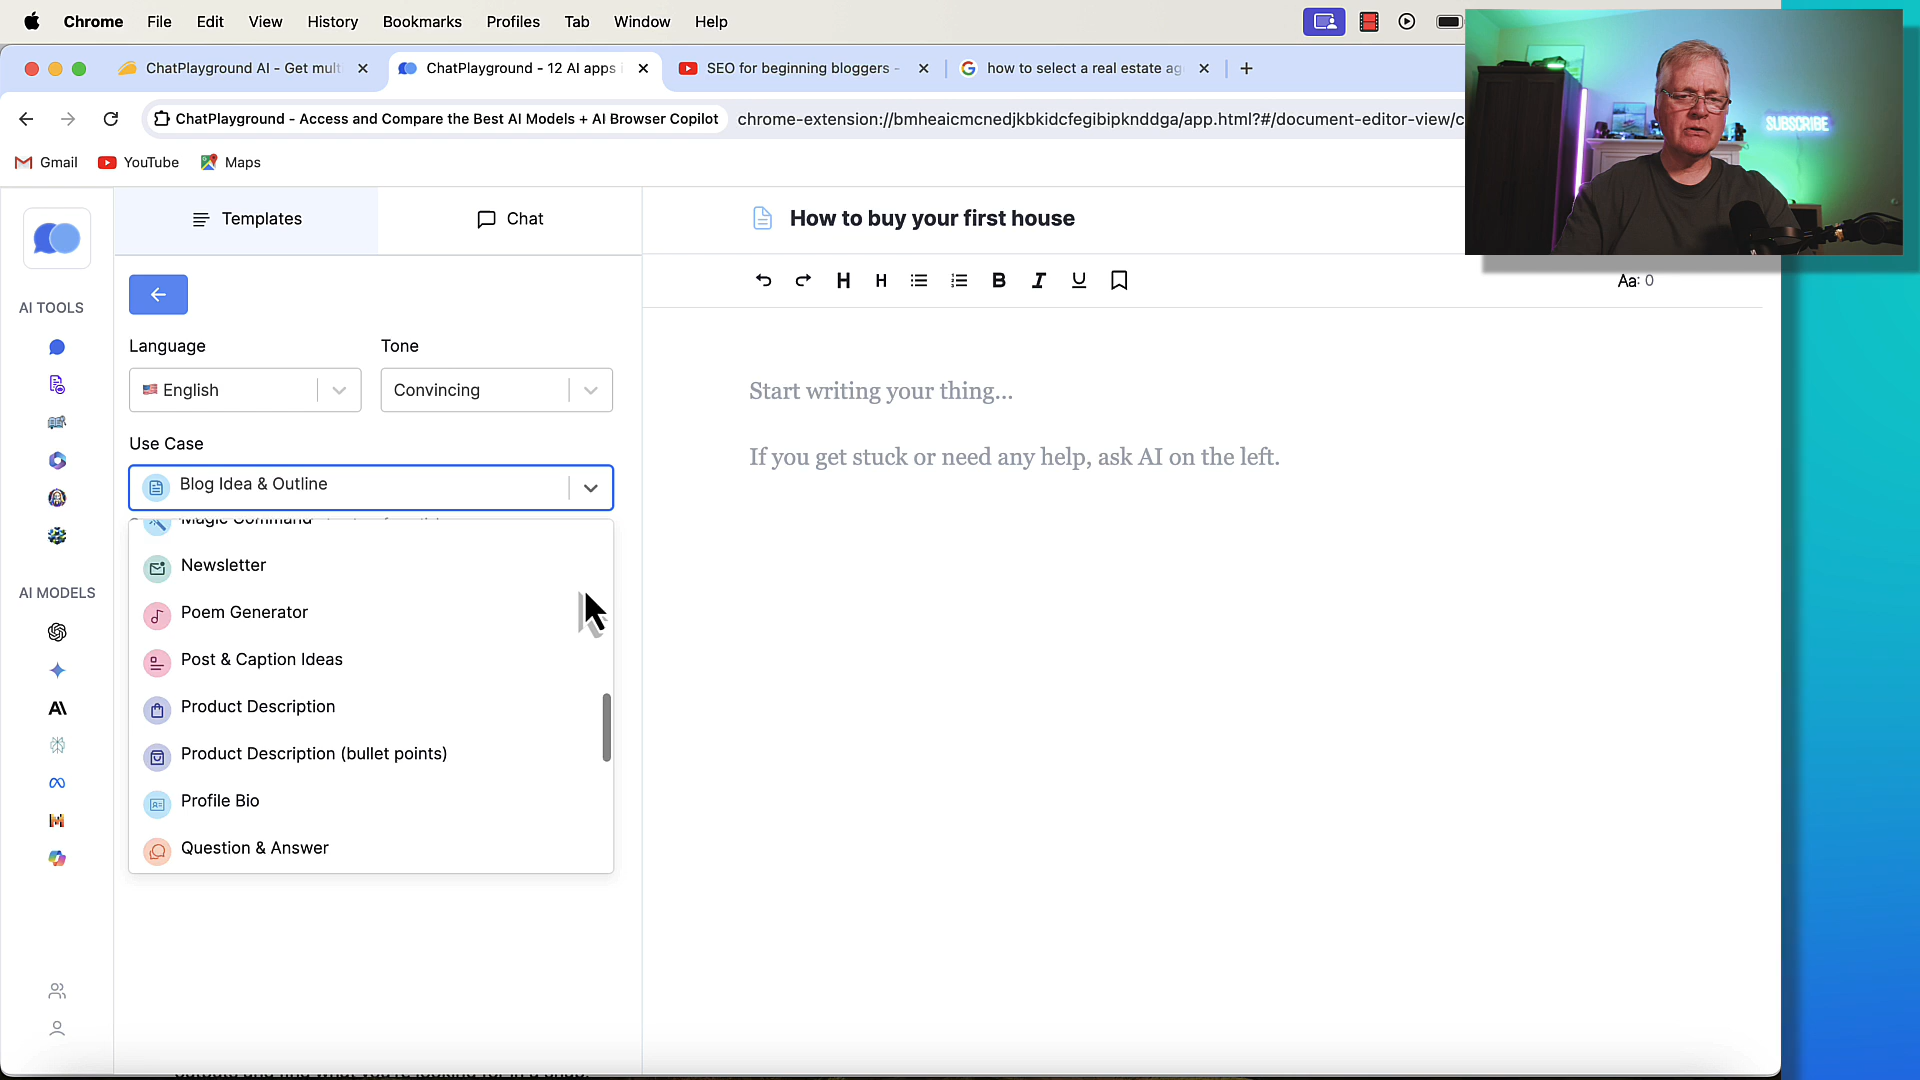 Chrome File Edit View History Bookmarks Profiles Tab Window Help
ChatPlayground AI - Get mult
ChatPlayground - 12 AI apps i
SEO for beginning bloggers -
how to select a real estate ag
ChatPlayground - Access and Compare the Best AI Models + AI Browser Copilot
chrome-extension://bmheaicmcnedjkbkidcfegibipknddga/app.html?#/document-editor-view/c
Gmail YouTube Maps
SUBSCRIBE
Templates Chat
How to buy your first house
AI TOOLS
Aa: 0
Language Tone
English Convincing
Use Case
Blog Idea & Outline
Magic Command
Newsletter
Poem Generator
Post & Caption Ideas
Product Description
Product Description (bullet points)
Profile Bio
Question & Answer
AI MODELS
Start writing your thing...
If you get stuck or need any help, ask AI on the left.